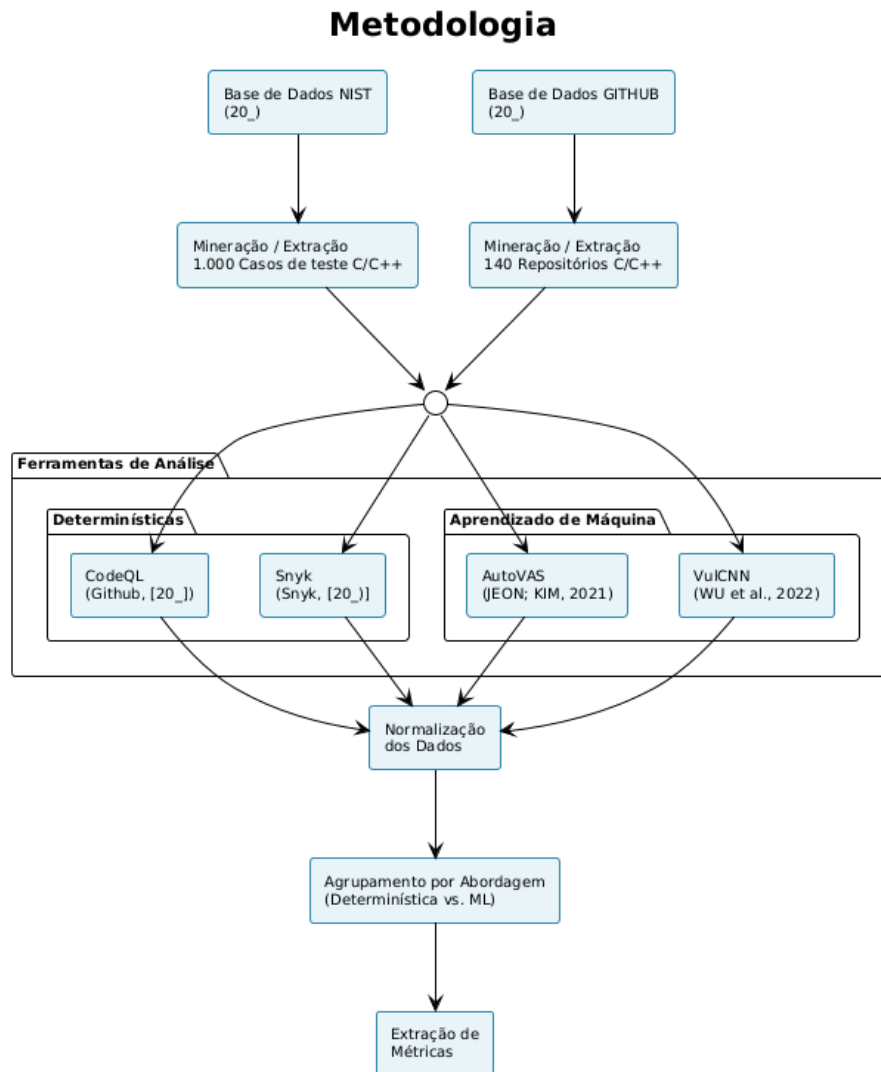 Metodologia
Base de Dados NIST
(20_)
Base de Dados GITHUB
(20_)
Mineração / Extração
1.000 Casos de teste C/C++
Mineração / Extração
140 Repositórios C/C++
Ferramentas de Análise
Determinísticas
Aprendizado de Máquina
CodeQL
(Github, [20_])
Snyk
(Snyk, [20_)]
AutoVAS
(JEON; KIM, 2021)
VulCNN
(WU et al., 2022)
Normalização
dos Dados
Agrupamento por Abordagem
(Determinística vs. ML)
Extração de
Métricas